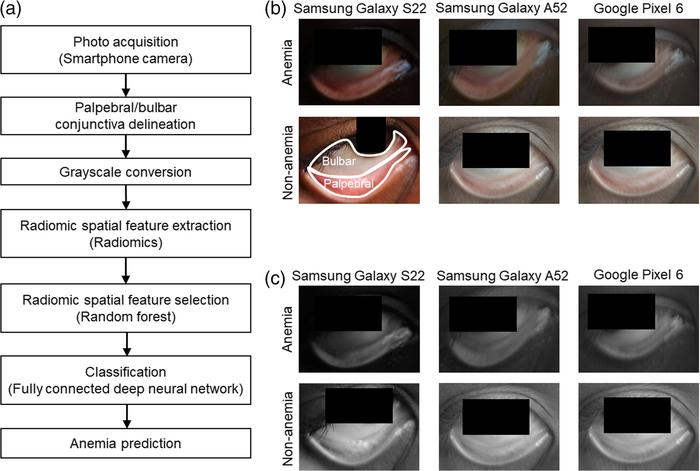 (a)
Photo acquisition
(Smartphone camera)
Palpebral/bulbar
conjunctiva delineation
Grayscale conversion
Radiomic spatial feature extraction
(Radiomics)
Radiomic spatial feature selection
(Random forest)
Classification
(Fully connected deep neural network)
Anemia prediction
(b)
Samsung Galaxy S22 Samsung Galaxy A52 Google Pixel 6
Anemia
Non-anemia
Bulbar
Palpebral
(c)
Samsung Galaxy S22 Samsung Galaxy A52 Google Pixel 6
Anemia
Non-anemia